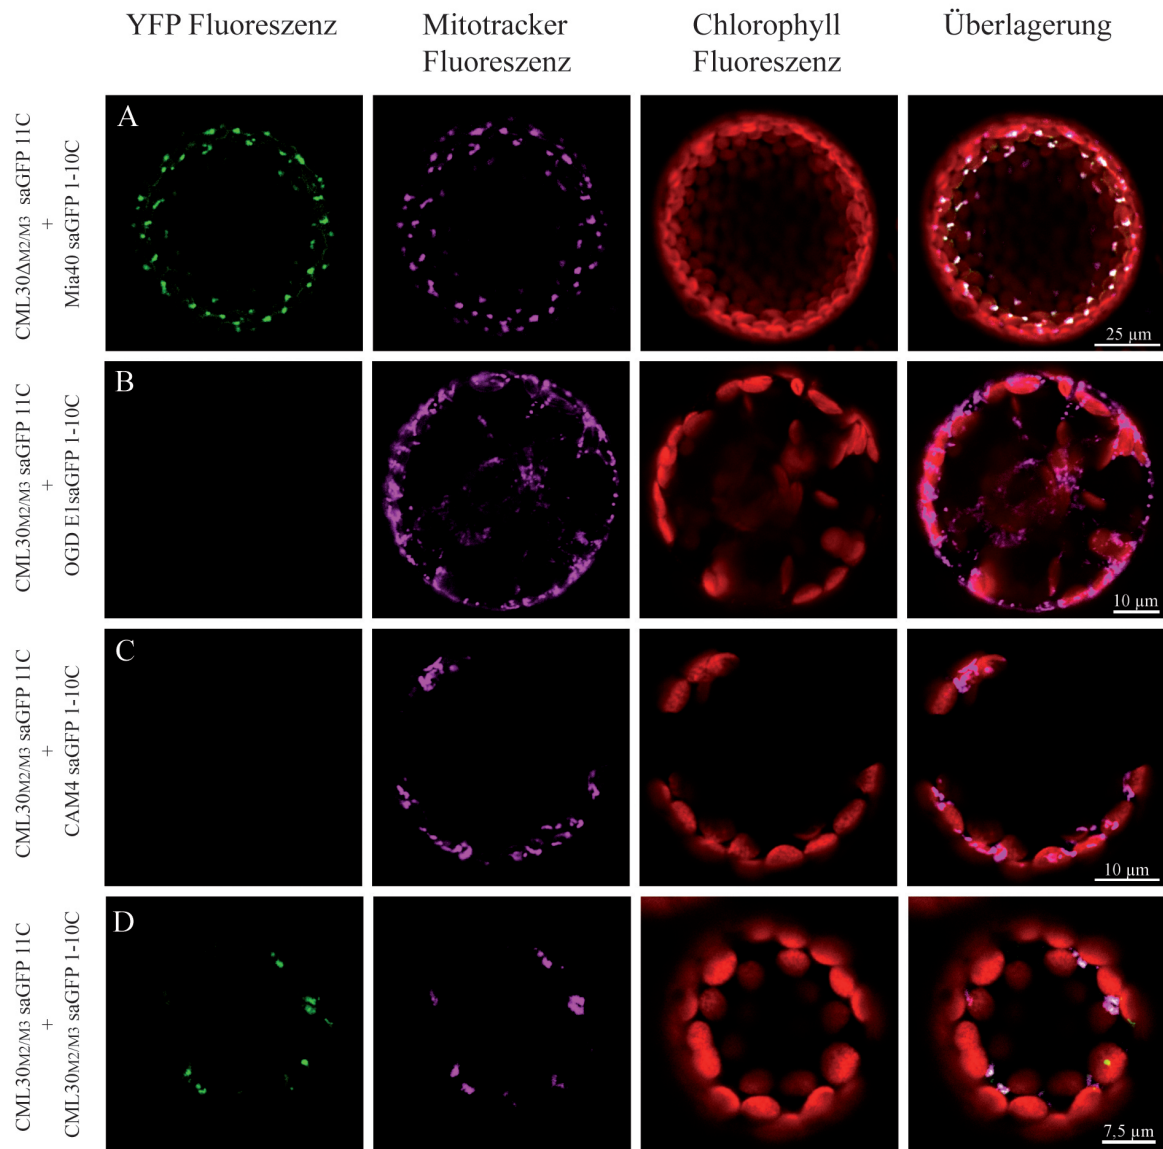 YFP Fluoreszenz
Mitotracker
Fluoreszenz
Chlorophyll
Fluoreszenz
Überlagerung
A
CML30ΔM2/M3 saGFP 11C
+
Mia40 saGFP 1-10C
25 µm
B
CML30M2/M3 saGFP 11C
+
OGD E1saGFP 1-10C
10 µm
C
CML30M2/M3 saGFP 11C
+
CAM4 saGFP 1-10C
10 µm
D
CML30M2/M3 saGFP 11C
+
CML30M2/M3 saGFP 1-10C
7,5 µm